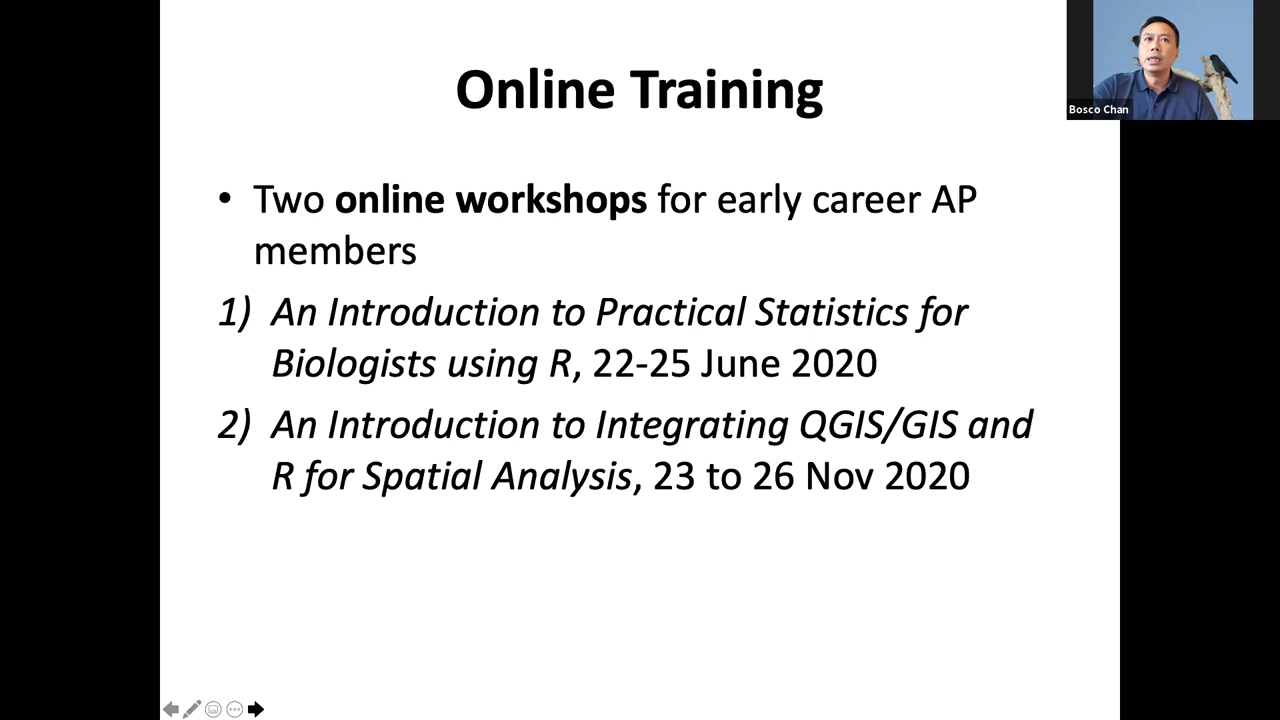 Online Training
Bosco Chan
• Two online workshops for early career AP
members
1) An Introduction to Practical Statistics for
Biologists using R, 22-25 June 2020
2) An Introduction to Integrating QGIS/GIS and
R for Spatial Analysis, 23 to 26 Nov 2020